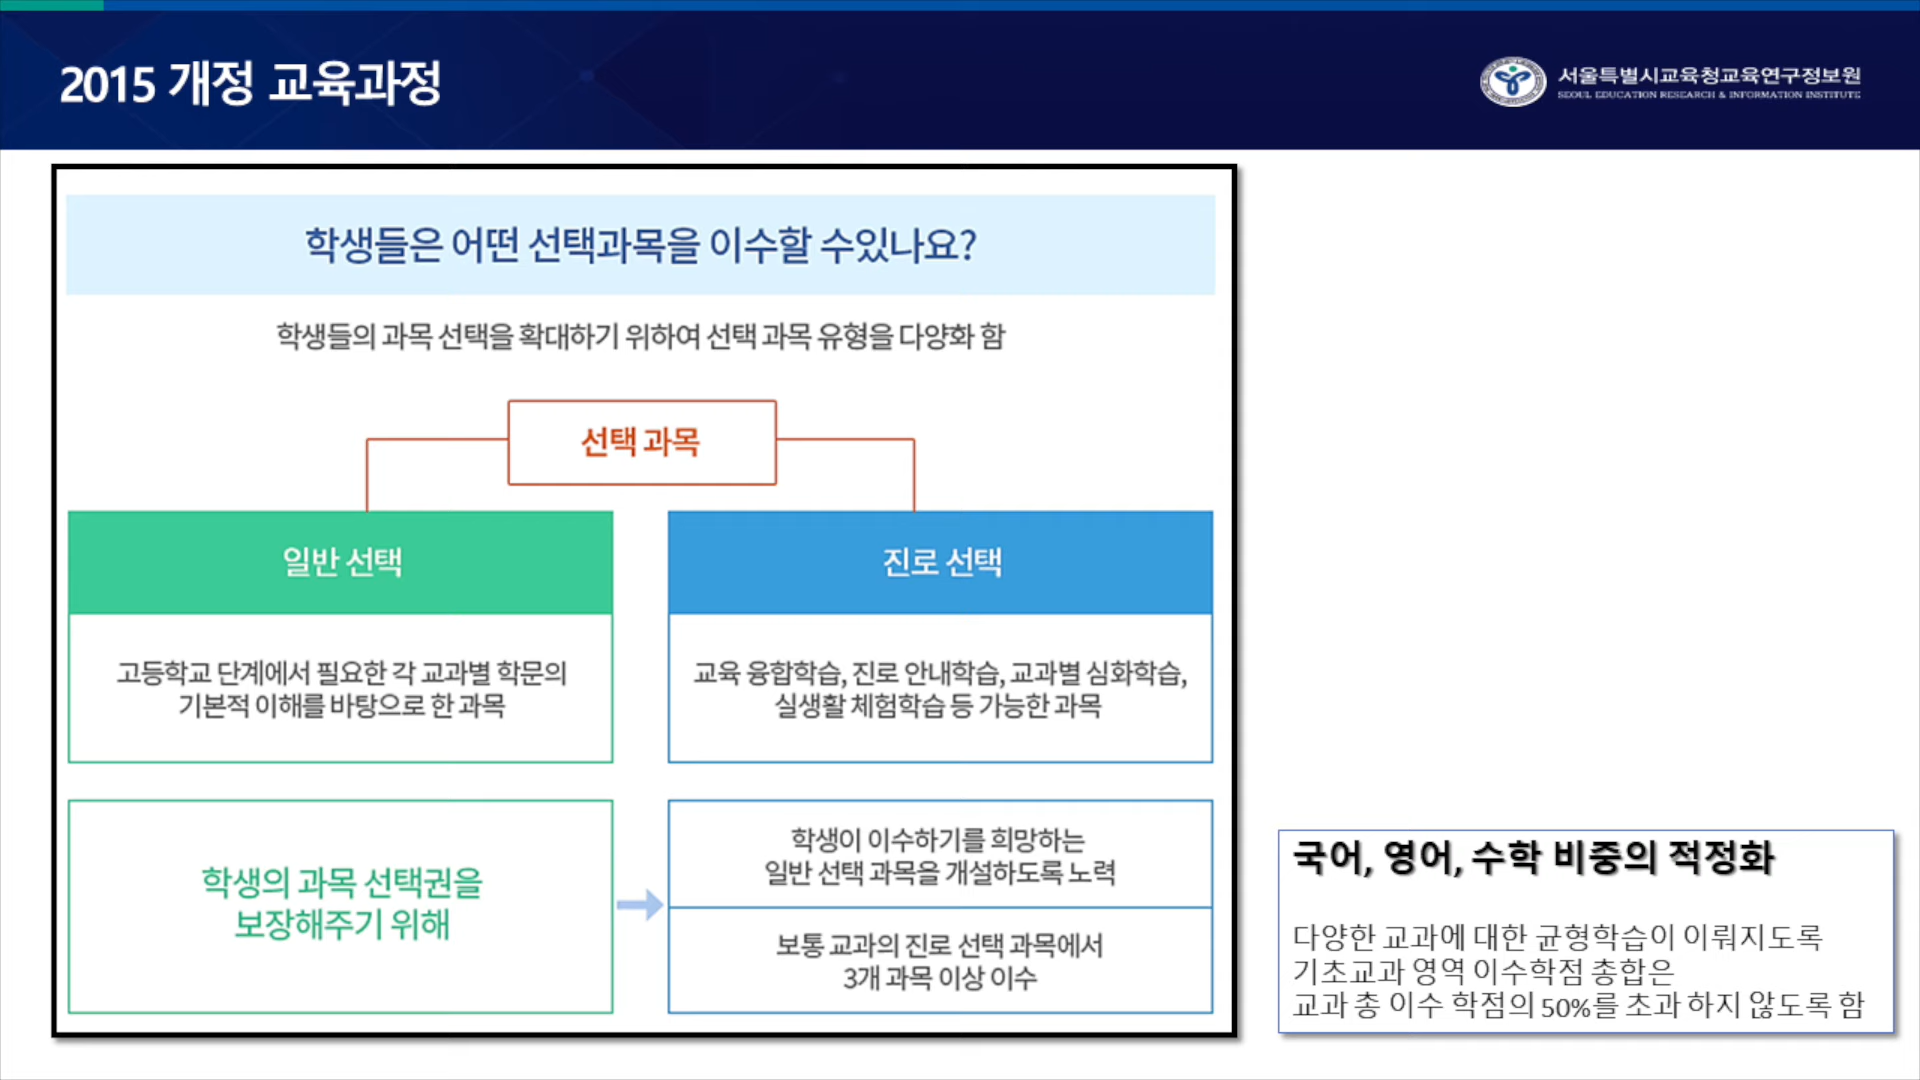 2015 개정 교육과정
서울특별시교육청교육연구정보원
SEOUL EDUCATION RESEARCH & INFORMATION INSTITUTE
학생들은 어떤 선택과목을 이수할 수있나요?
학생들의 과목 선택을 확대하기 위하여 선택 과목 유형을 다양화 함
선택 과목
일반 선택
고등학교 단계에서 필요한 각 교과별 학문의
기본적 이해를 바탕으로 한 과목
진로 선택
교육 융합학습, 진로 안내학습, 교과별 심화학습,
실생활 체험학습 등 가능한 과목
학생의 과목 선택권을
보장해주기 위해
학생이 이수하기를 희망하는
일반 선택 과목을 개설하도록 노력
보통 교과의 진로 선택 과목에서
3개 과목 이상 이수
국어, 영어, 수학 비중의 적정화
다양한 교과에 대한 균형학습이 이뤄지도록
기초교과 영역 이수학점 총합은
교과 총 이수 학점의 50%를 초과 하지 않도록 함